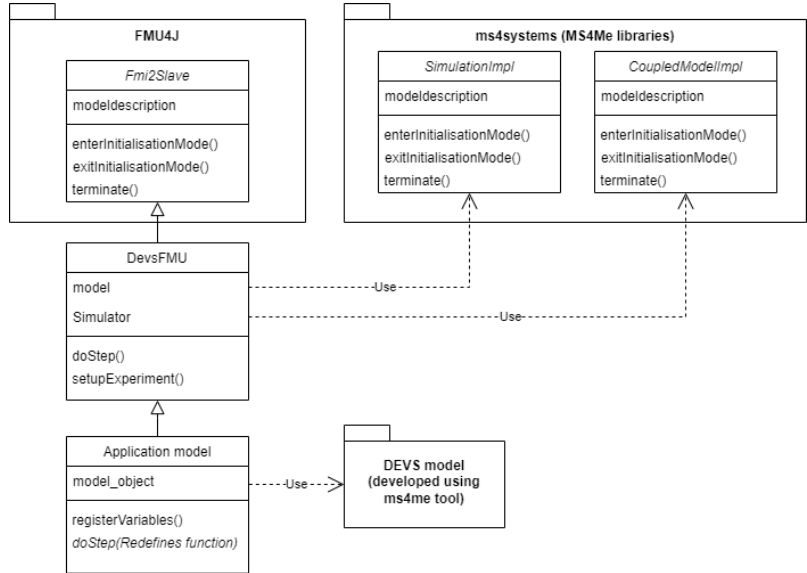 FMU4J
Fmi2Slave
modeldescription
enterInitialisationMode()
exitInitialisationMode()
terminate()
ms4systems (MS4Me libraries)
SimulationImpl
modeldescription
enterInitialisationMode()
exitInitialisationMode()
terminate()
CoupledModelImpl
modeldescription
enterInitialisationMode()
exitInitialisationMode()
terminate()
DevsFMU
model
Simulator
doStep()
setupExperiment()
Use
Use
Application model
model_object
registerVariables()
doStep(Redefines function)
Use
DEVS model
(developed using
ms4me tool)